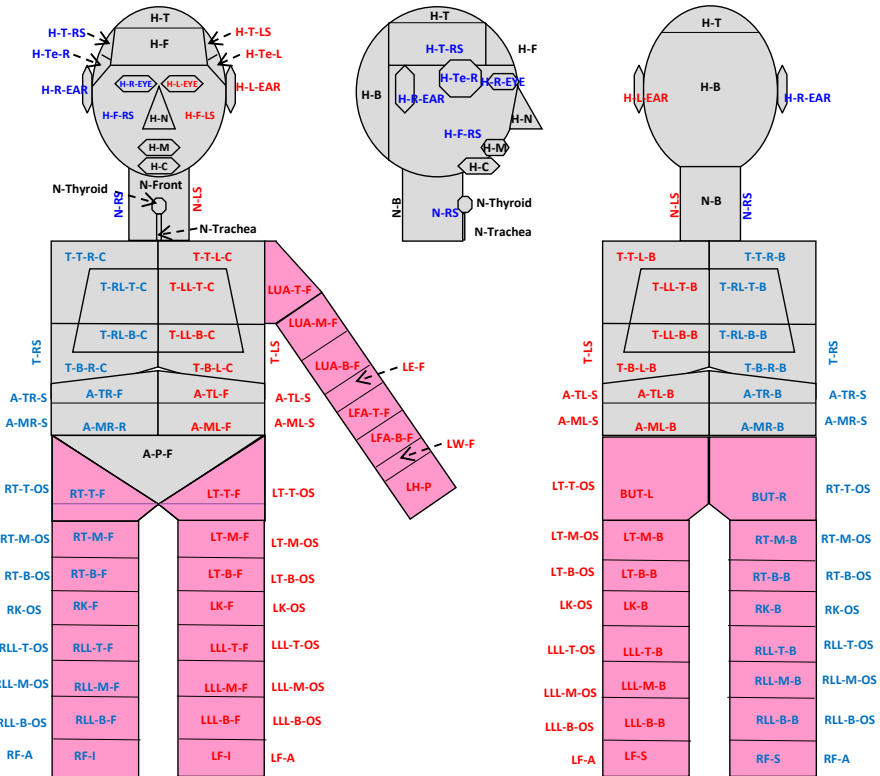 H-T
H-T-RS
H-T-LS
H-F
H-Te-R
H-Te-L
H-R-EAR
H-R-EYE
H-L-EYE
H-L-EAR
H-F-RS
H-N
H-F-LS
H-M
H-C
N-Thyroid
N-Front
N-RS
N-LS
N-Trachea
H-T
H-T-RS
H-F
H-Te-R
H-R-EYE
H-B
H-R-EAR
H-N
H-F-RS
H-M
H-C
N-B
N-RS
N-Thyroid
N-Trachea
H-T
H-B
H-L-EAR
H-R-EAR
N-LS
N-B
N-RS
T-T-R-C
T-T-L-C
T-RL-T-C
T-LL-T-C
T-RL-B-C
T-LL-B-C
T-RS
T-LS
T-B-R-C
T-B-L-C
A-TR-S
A-TR-F
A-TL-F
A-TL-S
A-MR-S
A-MR-R
A-ML-F
A-ML-S
A-P-F
LUA-T-F
LUA-M-F
LUA-B-F
LE-F
LFA-T-F
LFA-B-F
LW-F
LH-P
RT-T-OS
RT-T-F
LT-T-F
LT-T-OS
RT-M-OS
RT-M-F
LT-M-F
LT-M-OS
RT-B-OS
RT-B-F
LT-B-F
LT-B-OS
RK-OS
RK-F
LK-F
LK-OS
RLL-T-OS
RLL-T-F
LLL-T-F
LLL-T-OS
RLL-M-OS
RLL-M-F
LLL-M-F
LLL-M-OS
RLL-B-OS
RLL-B-F
LLL-B-F
LLL-B-OS
RF-A
RF-I
LF-I
LF-A
T-T-L-B
T-T-R-B
T-LL-T-B
T-RL-T-B
T-LL-B-B
T-RL-B-B
T-LS
T-RS
T-B-L-B
T-B-R-B
A-TL-S
A-TL-B
A-TR-B
A-TR-S
A-ML-S
A-ML-B
A-MR-B
A-MR-S
LT-T-OS
BUT-L
BUT-R
RT-T-OS
LT-M-OS
LT-M-B
RT-M-B
RT-M-OS
LT-B-OS
LT-B-B
RT-B-B
RT-B-OS
LK-OS
LK-B
RK-B
RK-OS
LLL-T-OS
LLL-T-B
RLL-T-B
RLL-T-OS
LLL-M-OS
LLL-M-B
RLL-M-B
RLL-M-OS
LLL-B-OS
LLL-B-B
RLL-B-B
RLL-B-OS
LF-A
LF-S
RF-S
RF-A